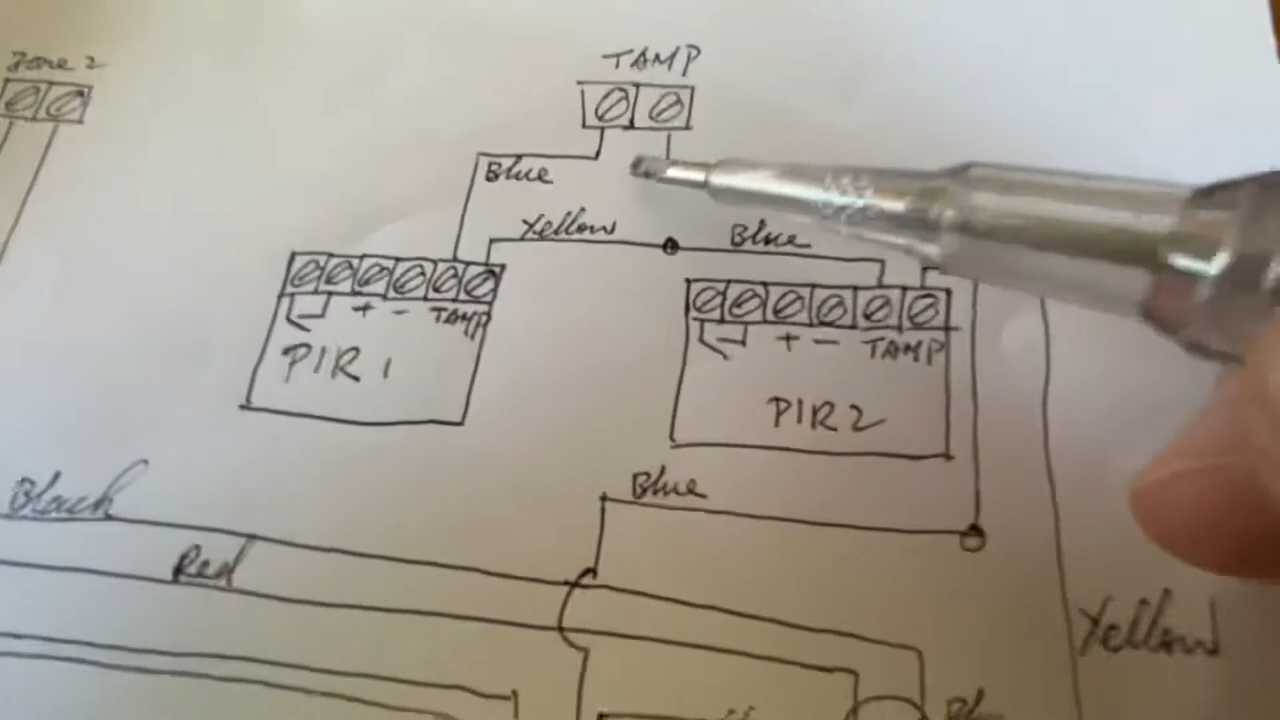 Zone 2
TAMP
Blue
Yellow
Blue
+ - TAMP
PIR 1
+ - TAMP
PIR 2
Black
Blue
Red
Yellow